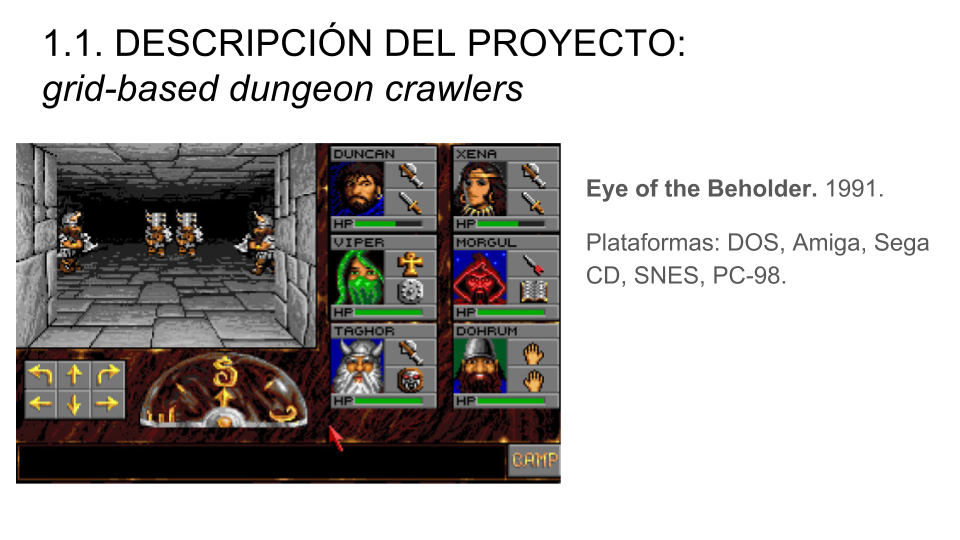 1.1. DESCRIPCIÓN DEL PROYECTO:
grid-based dungeon crawlers
DUNCAN
XENA
HP
HP
VIPER
MORGUL
HP
HP
TAGHOR
DOHRUM
HP
HP
S
CAMP
Eye of the Beholder. 1991.
Plataformas: DOS, Amiga, Sega
CD, SNES, PC-98.